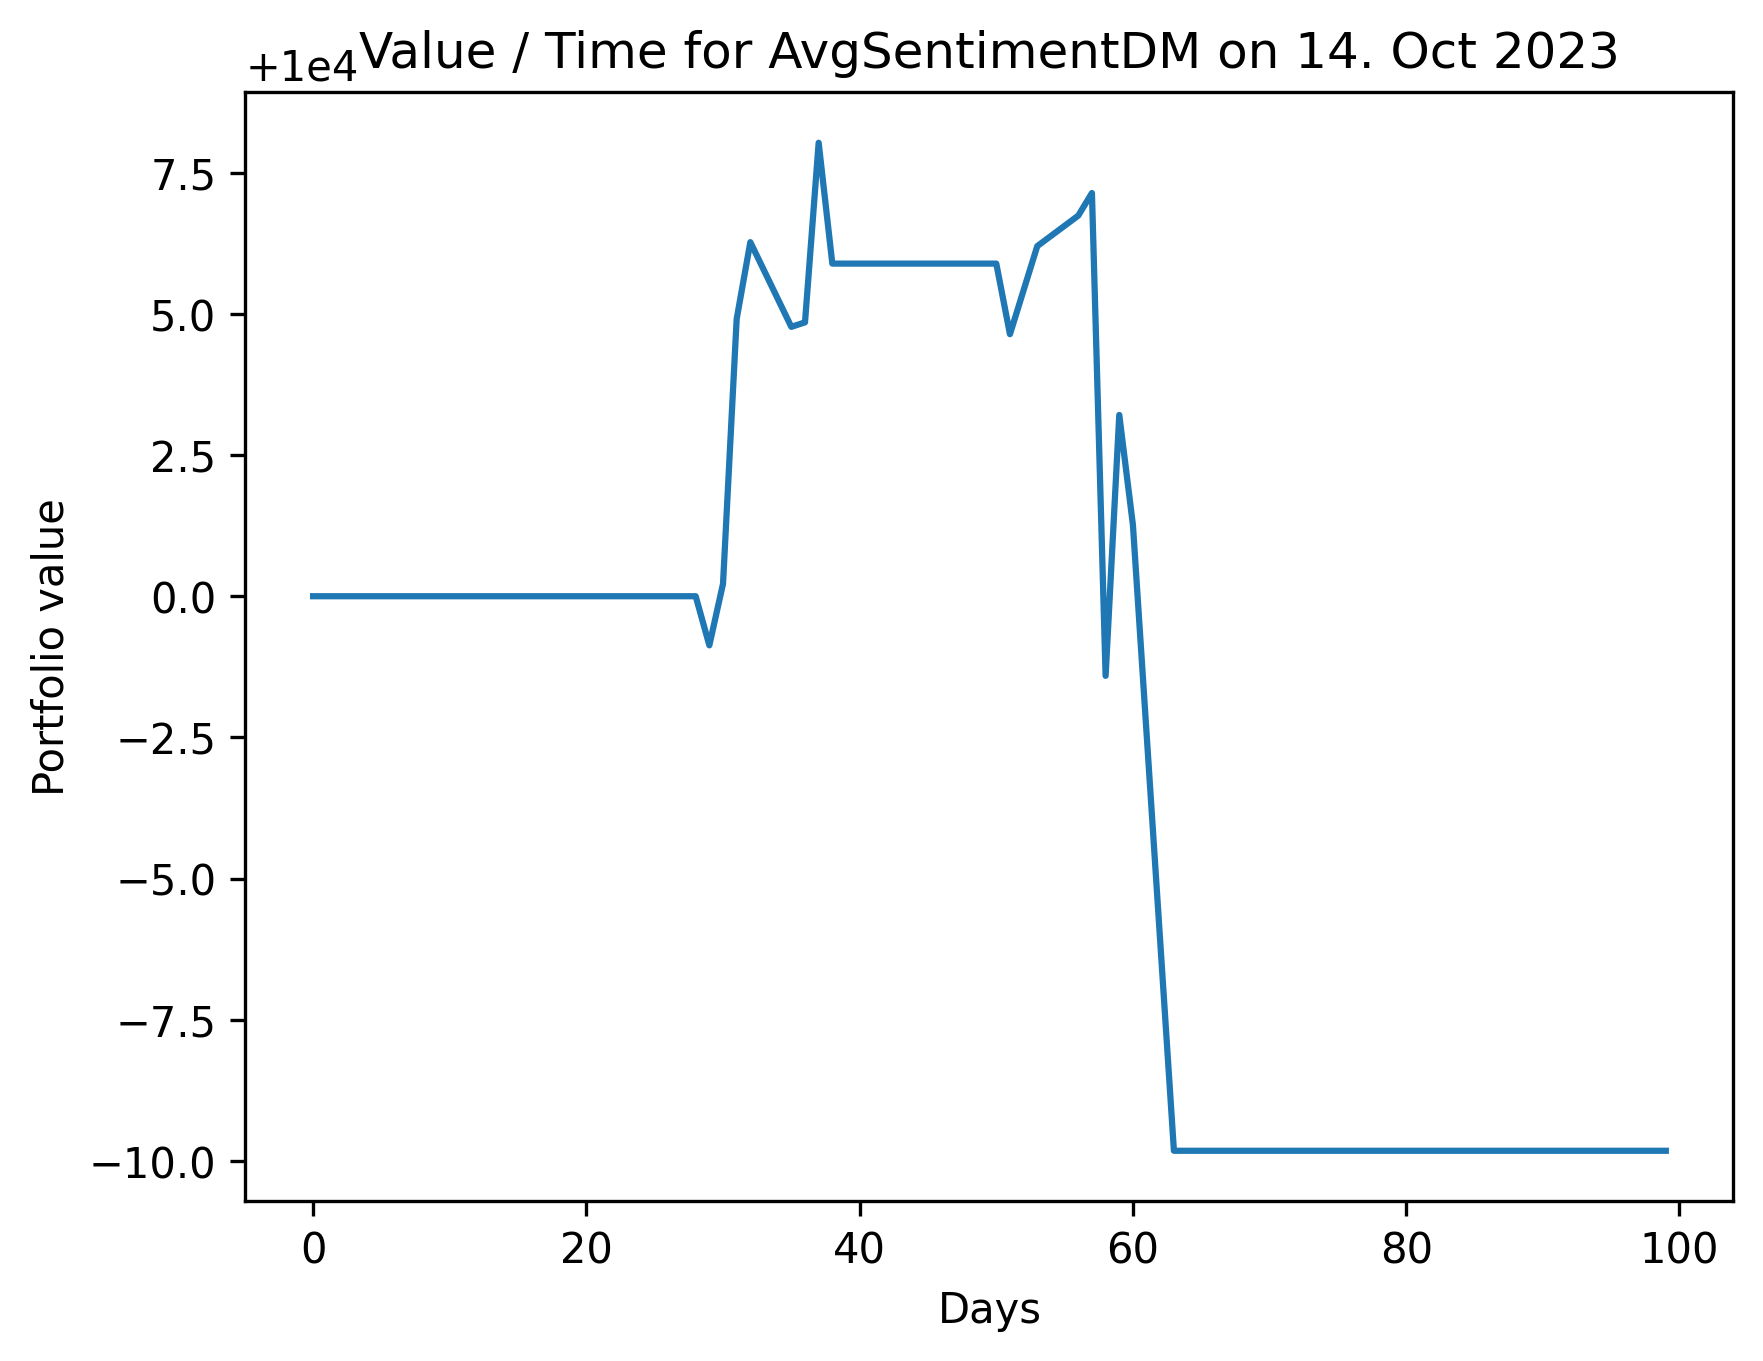 Value / Time for AvgSentimentDM on 14. Oct 2023
+1e4
7.5
5.0
2.5
0.0
−2.5
−5.0
−7.5
−10.0
Portfolio value
0 20 40 60 80 100
Days